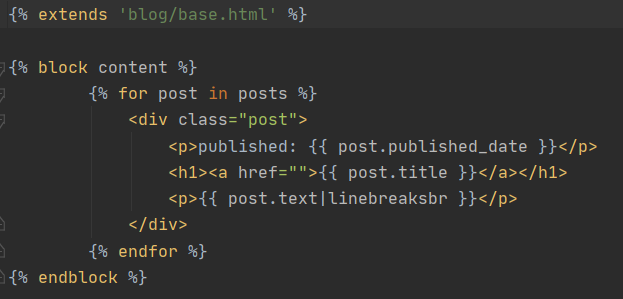 {% extends 'blog/base.html' %}
{% block content %}
{% for post in posts %}
<div class="post">
<p>published: {{ post.published_date }}</p>
<h1><a href="">{{ post.title }}</a></h1>
<p>{{ post.text|linebreaksbr }}</p>
</div>
{% endfor %}
{% endblock %}